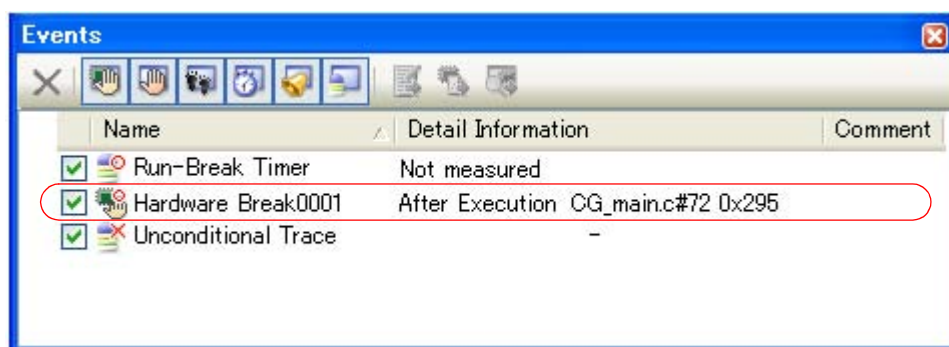 Events
Name Detail Information Comment
Run-Break Timer Not measured
Hardware Break0001 After Execution CG_main.c#72 0x295
Unconditional Trace -